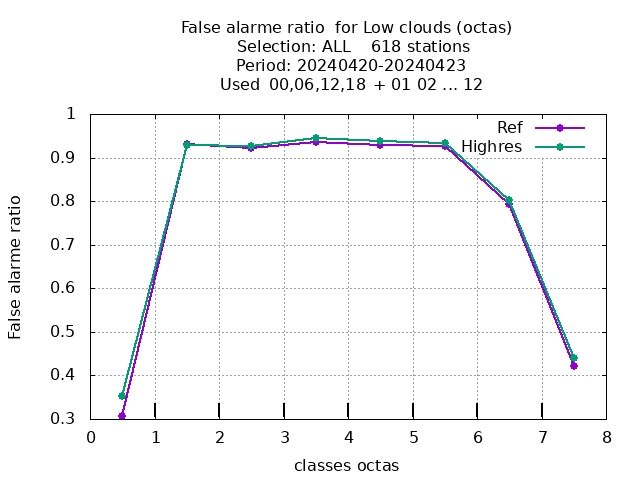 False alarme ratio  for Low clouds (octas)
Selection: ALL    618 stations
Period: 20240420-20240423
Used  00,06,12,18  + 01 02 ... 12
Ref
Highres
1
0.9
0.8
0.7
0.6
0.5
0.4
0.3
False alarme ratio
0 1 2 3 4 5 6 7 8
classes octas